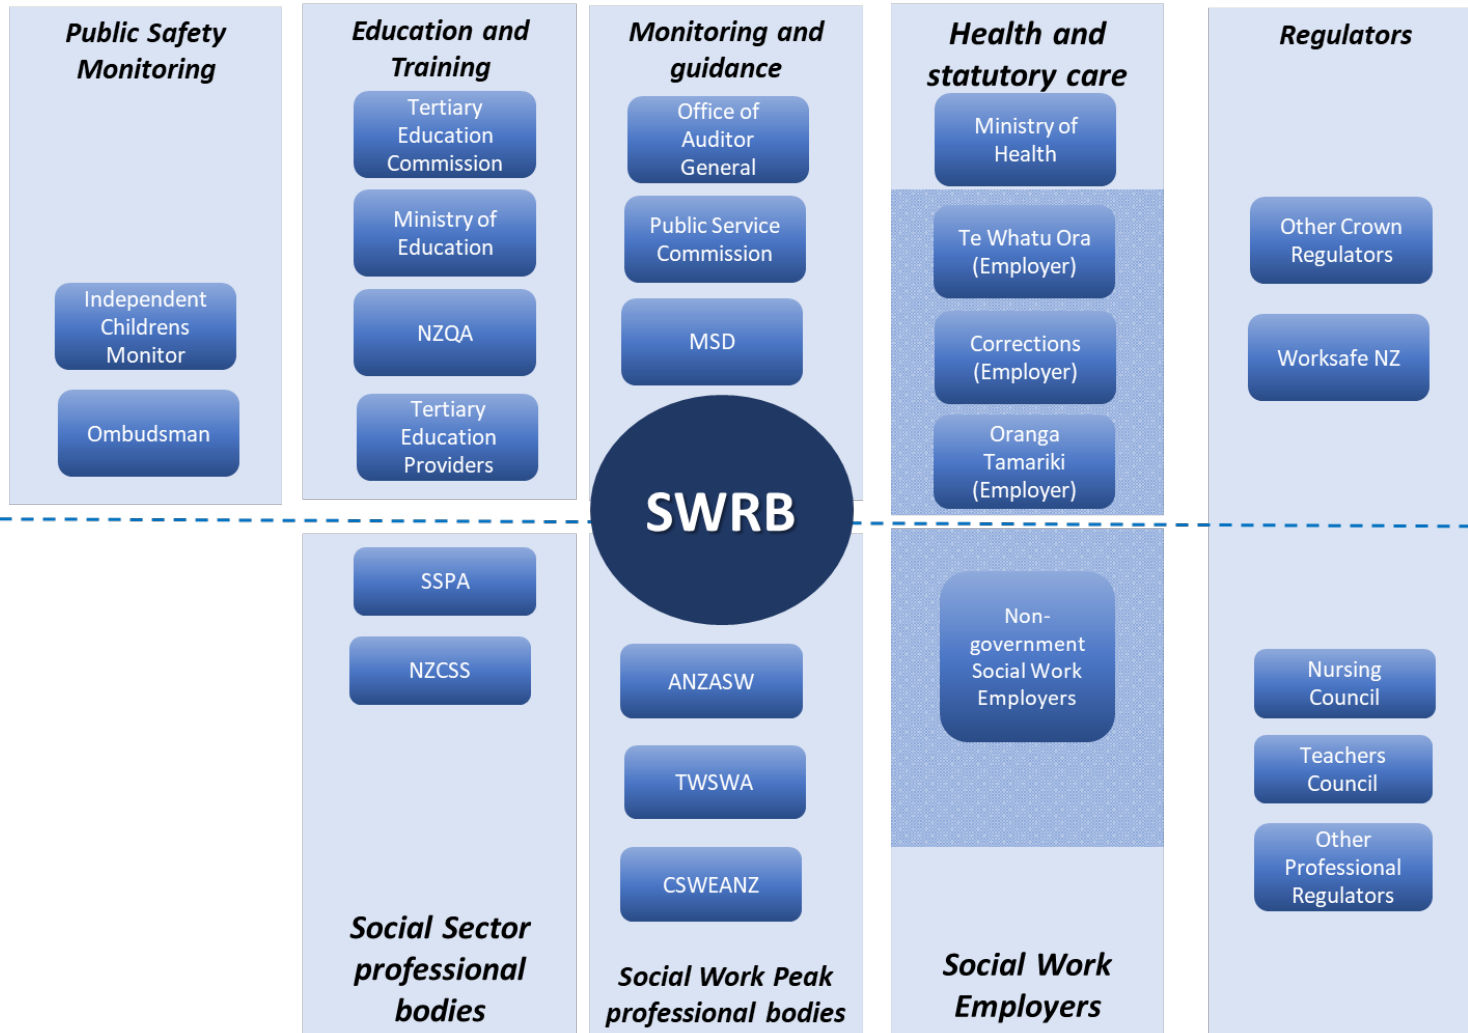 Public Safety
Monitoring
Independent
Childrens
Monitor
Ombudsman
Education and
Training
Tertiary
Education
Commission
Ministry of
Education
NZQA
Tertiary
Education
Providers
Monitoring and
guidance
Office of
Auditor
General
Public Service
Commission
MSD
Health and
statutory care
Ministry of
Health
Te Whatu Ora
(Employer)
Corrections
(Employer)
Oranga
Tamariki
(Employer)
Regulators
Other Crown
Regulators
Worksafe NZ
SWRB
SSPA
NZCSS
Social Sector
professional
bodies
ANZASW
TWSWA
CSWEANZ
Social Work Peak
professional bodies
Non-
government
Social Work
Employers
Social Work
Employers
Nursing
Council
Teachers
Council
Other
Professional
Regulators